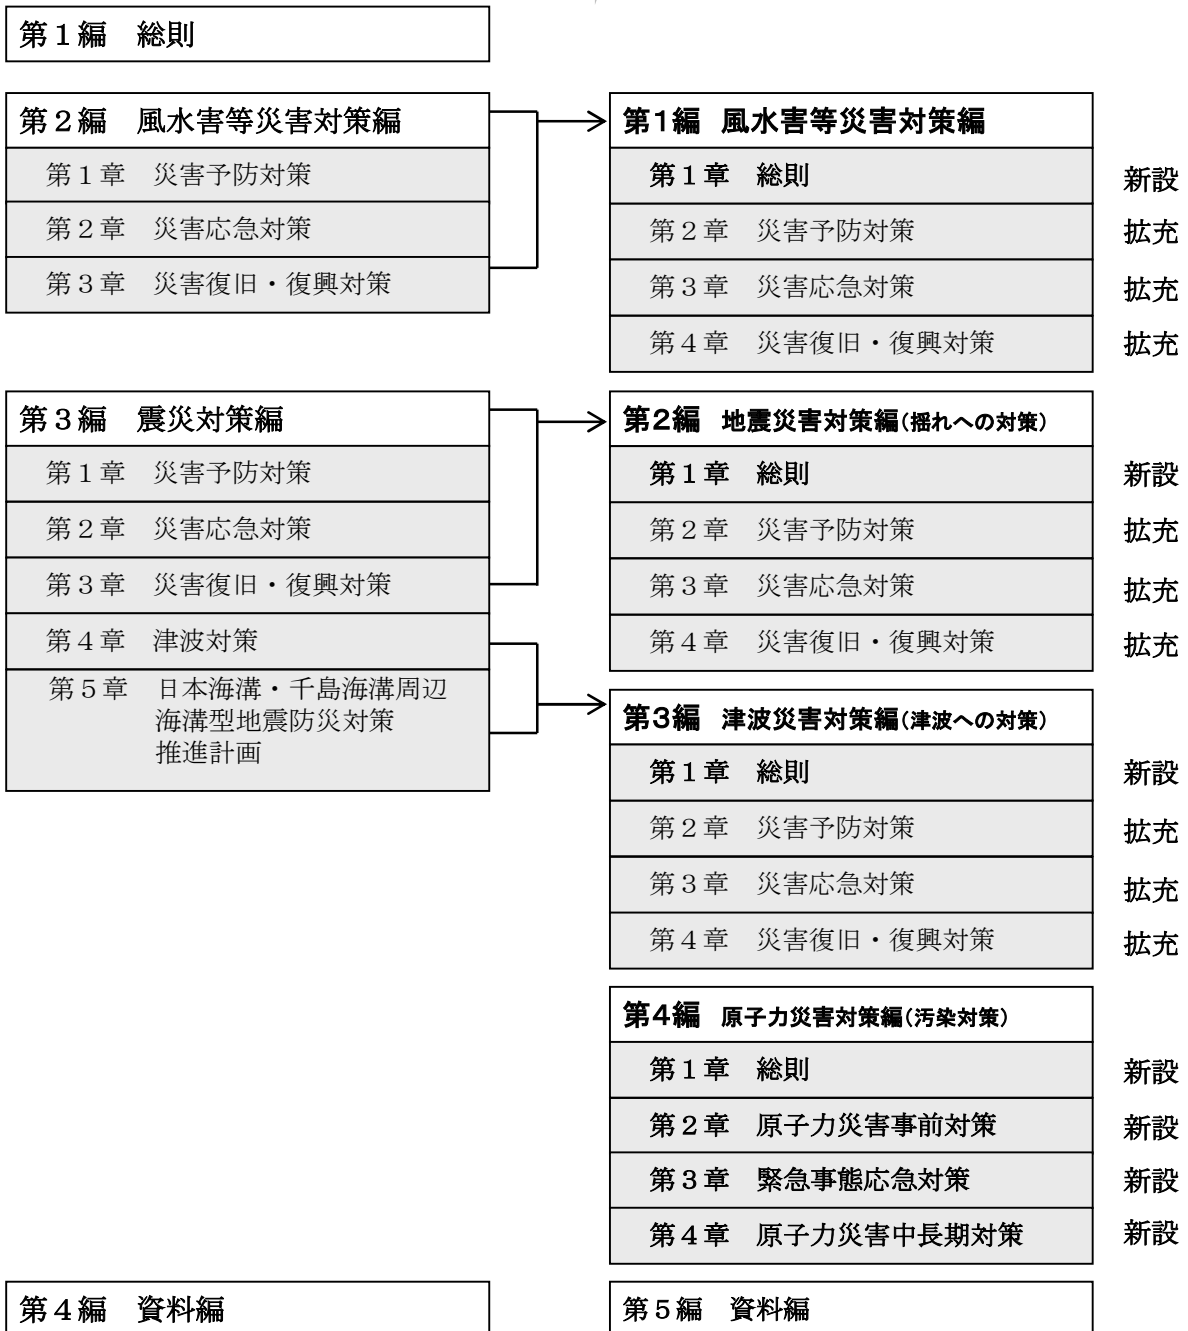 第１編　総則
第２編　風水害等災害対策編
第１章　災害予防対策
第２章　災害応急対策
第３章　災害復旧・復興対策
第３編　震災対策編
第１章　災害予防対策
第２章　災害応急対策
第３章　災害復旧・復興対策
第４章　津波対策
第５章　日本海溝・千島海溝周辺
海溝型地震防災対策
推進計画
第４編　資料編
第1編　風水害等災害対策編
第１章　総則　新設
第２章　災害予防対策　拡充
第３章　災害応急対策　拡充
第４章　災害復旧・復興対策　拡充
第2編　地震災害対策編(揺れへの対策)
第１章　総則　新設
第２章　災害予防対策　拡充
第３章　災害応急対策　拡充
第４章　災害復旧・復興対策　拡充
第3編　津波災害対策編(津波への対策)
第１章　総則　新設
第２章　災害予防対策　拡充
第３章　災害応急対策　拡充
第４章　災害復旧・復興対策　拡充
第4編　原子力災害対策編(汚染対策)
第１章　総則　新設
第２章　原子力災害事前対策　新設
第３章　緊急事態応急対策　新設
第４章　原子力災害中長期対策　新設
第５編　資料編